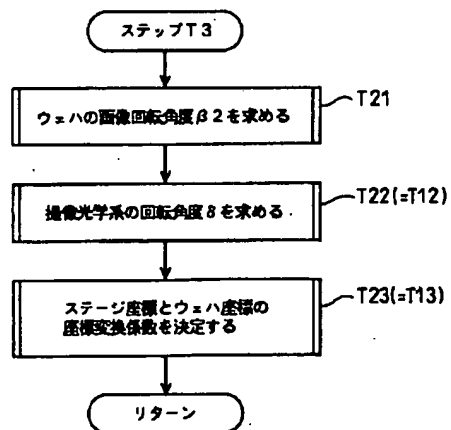 ステップT3
ウェハの画像回転角度β2を求める
T21
撮像光学系の回転角度δを求める
T22(=T12)
ステージ座標とウェハ座標の
座標変換係数を決定する
T23(=T13)
リターン